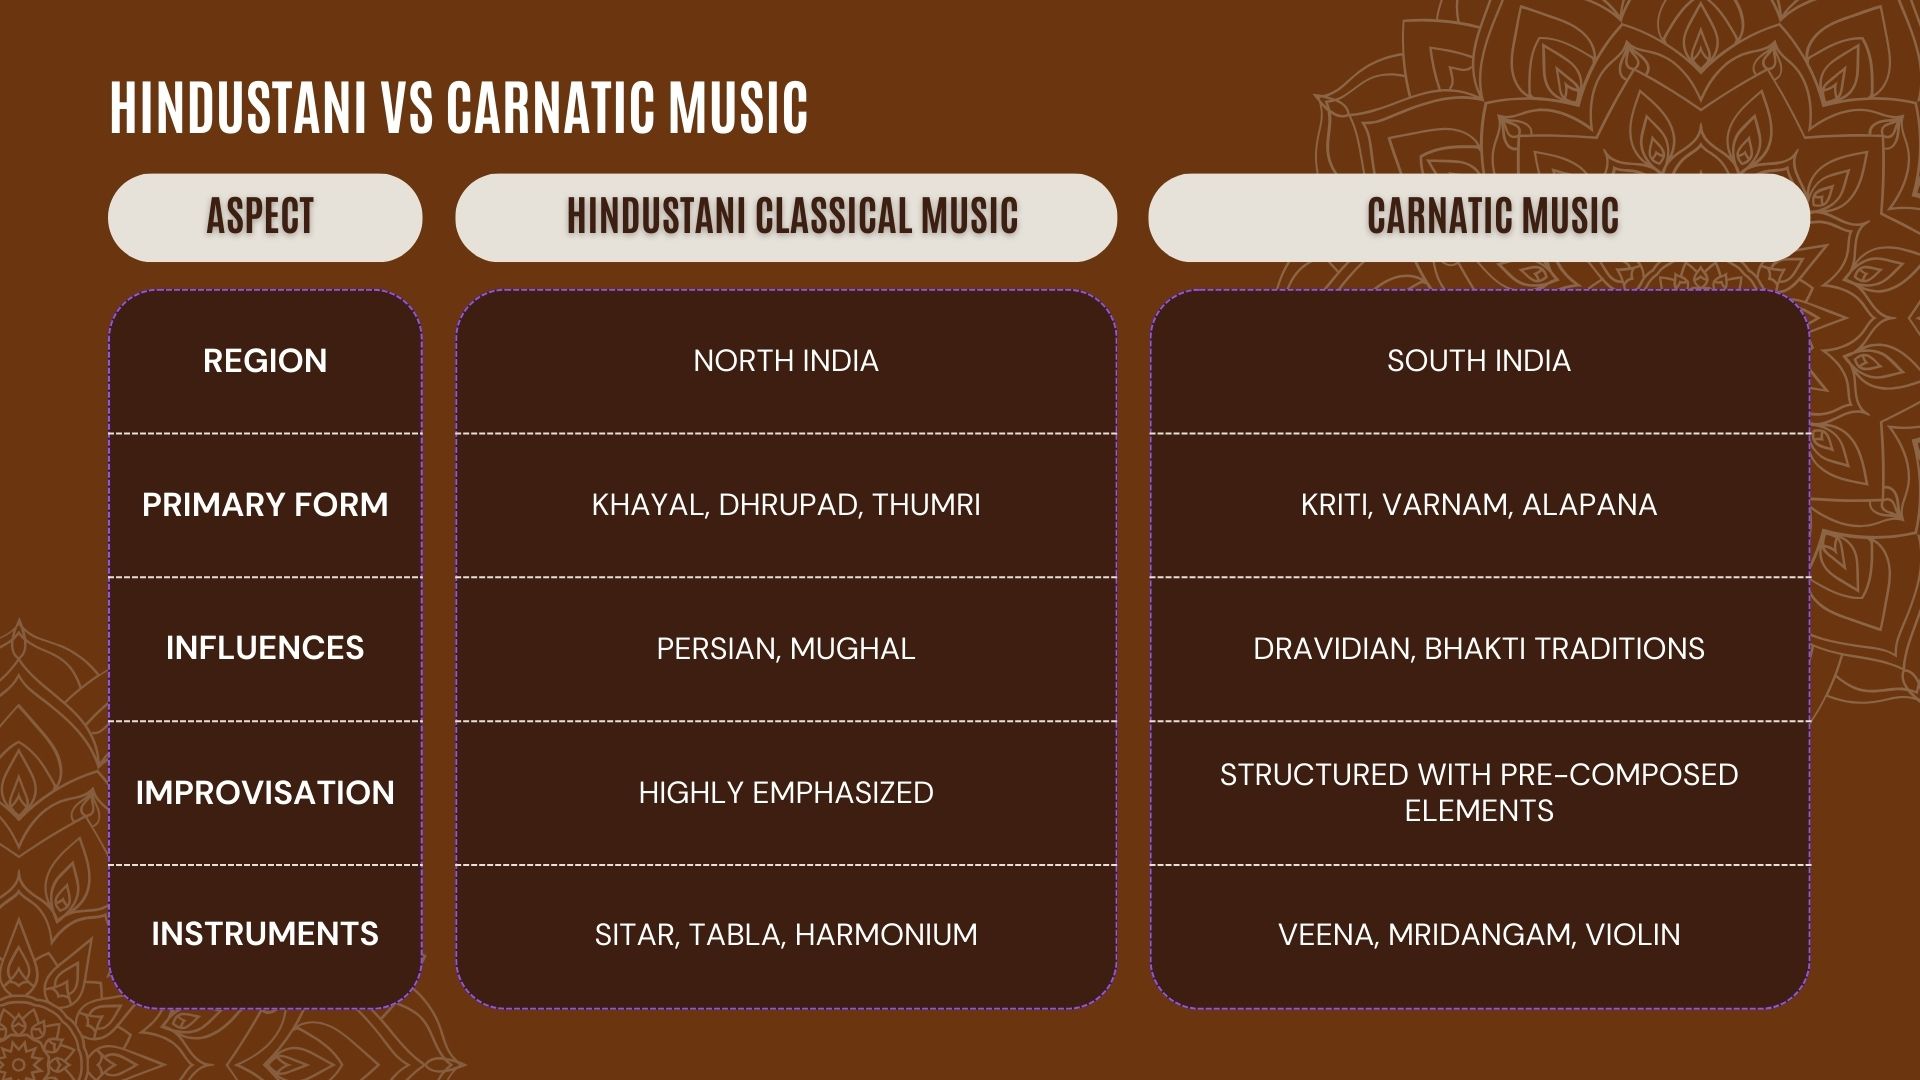 HINDUSTANI VS CARNATIC MUSIC
ASPECT
HINDUSTANI CLASSICAL MUSIC
CARNATIC MUSIC
REGION
NORTH INDIA
SOUTH INDIA
PRIMARY FORM
KHAYAL, DHRUPAD, THUMRI
KRITI, VARNAM, ALAPANA
INFLUENCES
PERSIAN, MUGHAL
DRAVIDIAN, BHAKTI TRADITIONS
IMPROVISATION
HIGHLY EMPHASIZED
STRUCTURED WITH PRE-COMPOSED
ELEMENTS
INSTRUMENTS
SITAR, TABLA, HARMONIUM
VEENA, MRIDANGAM, VIOLIN